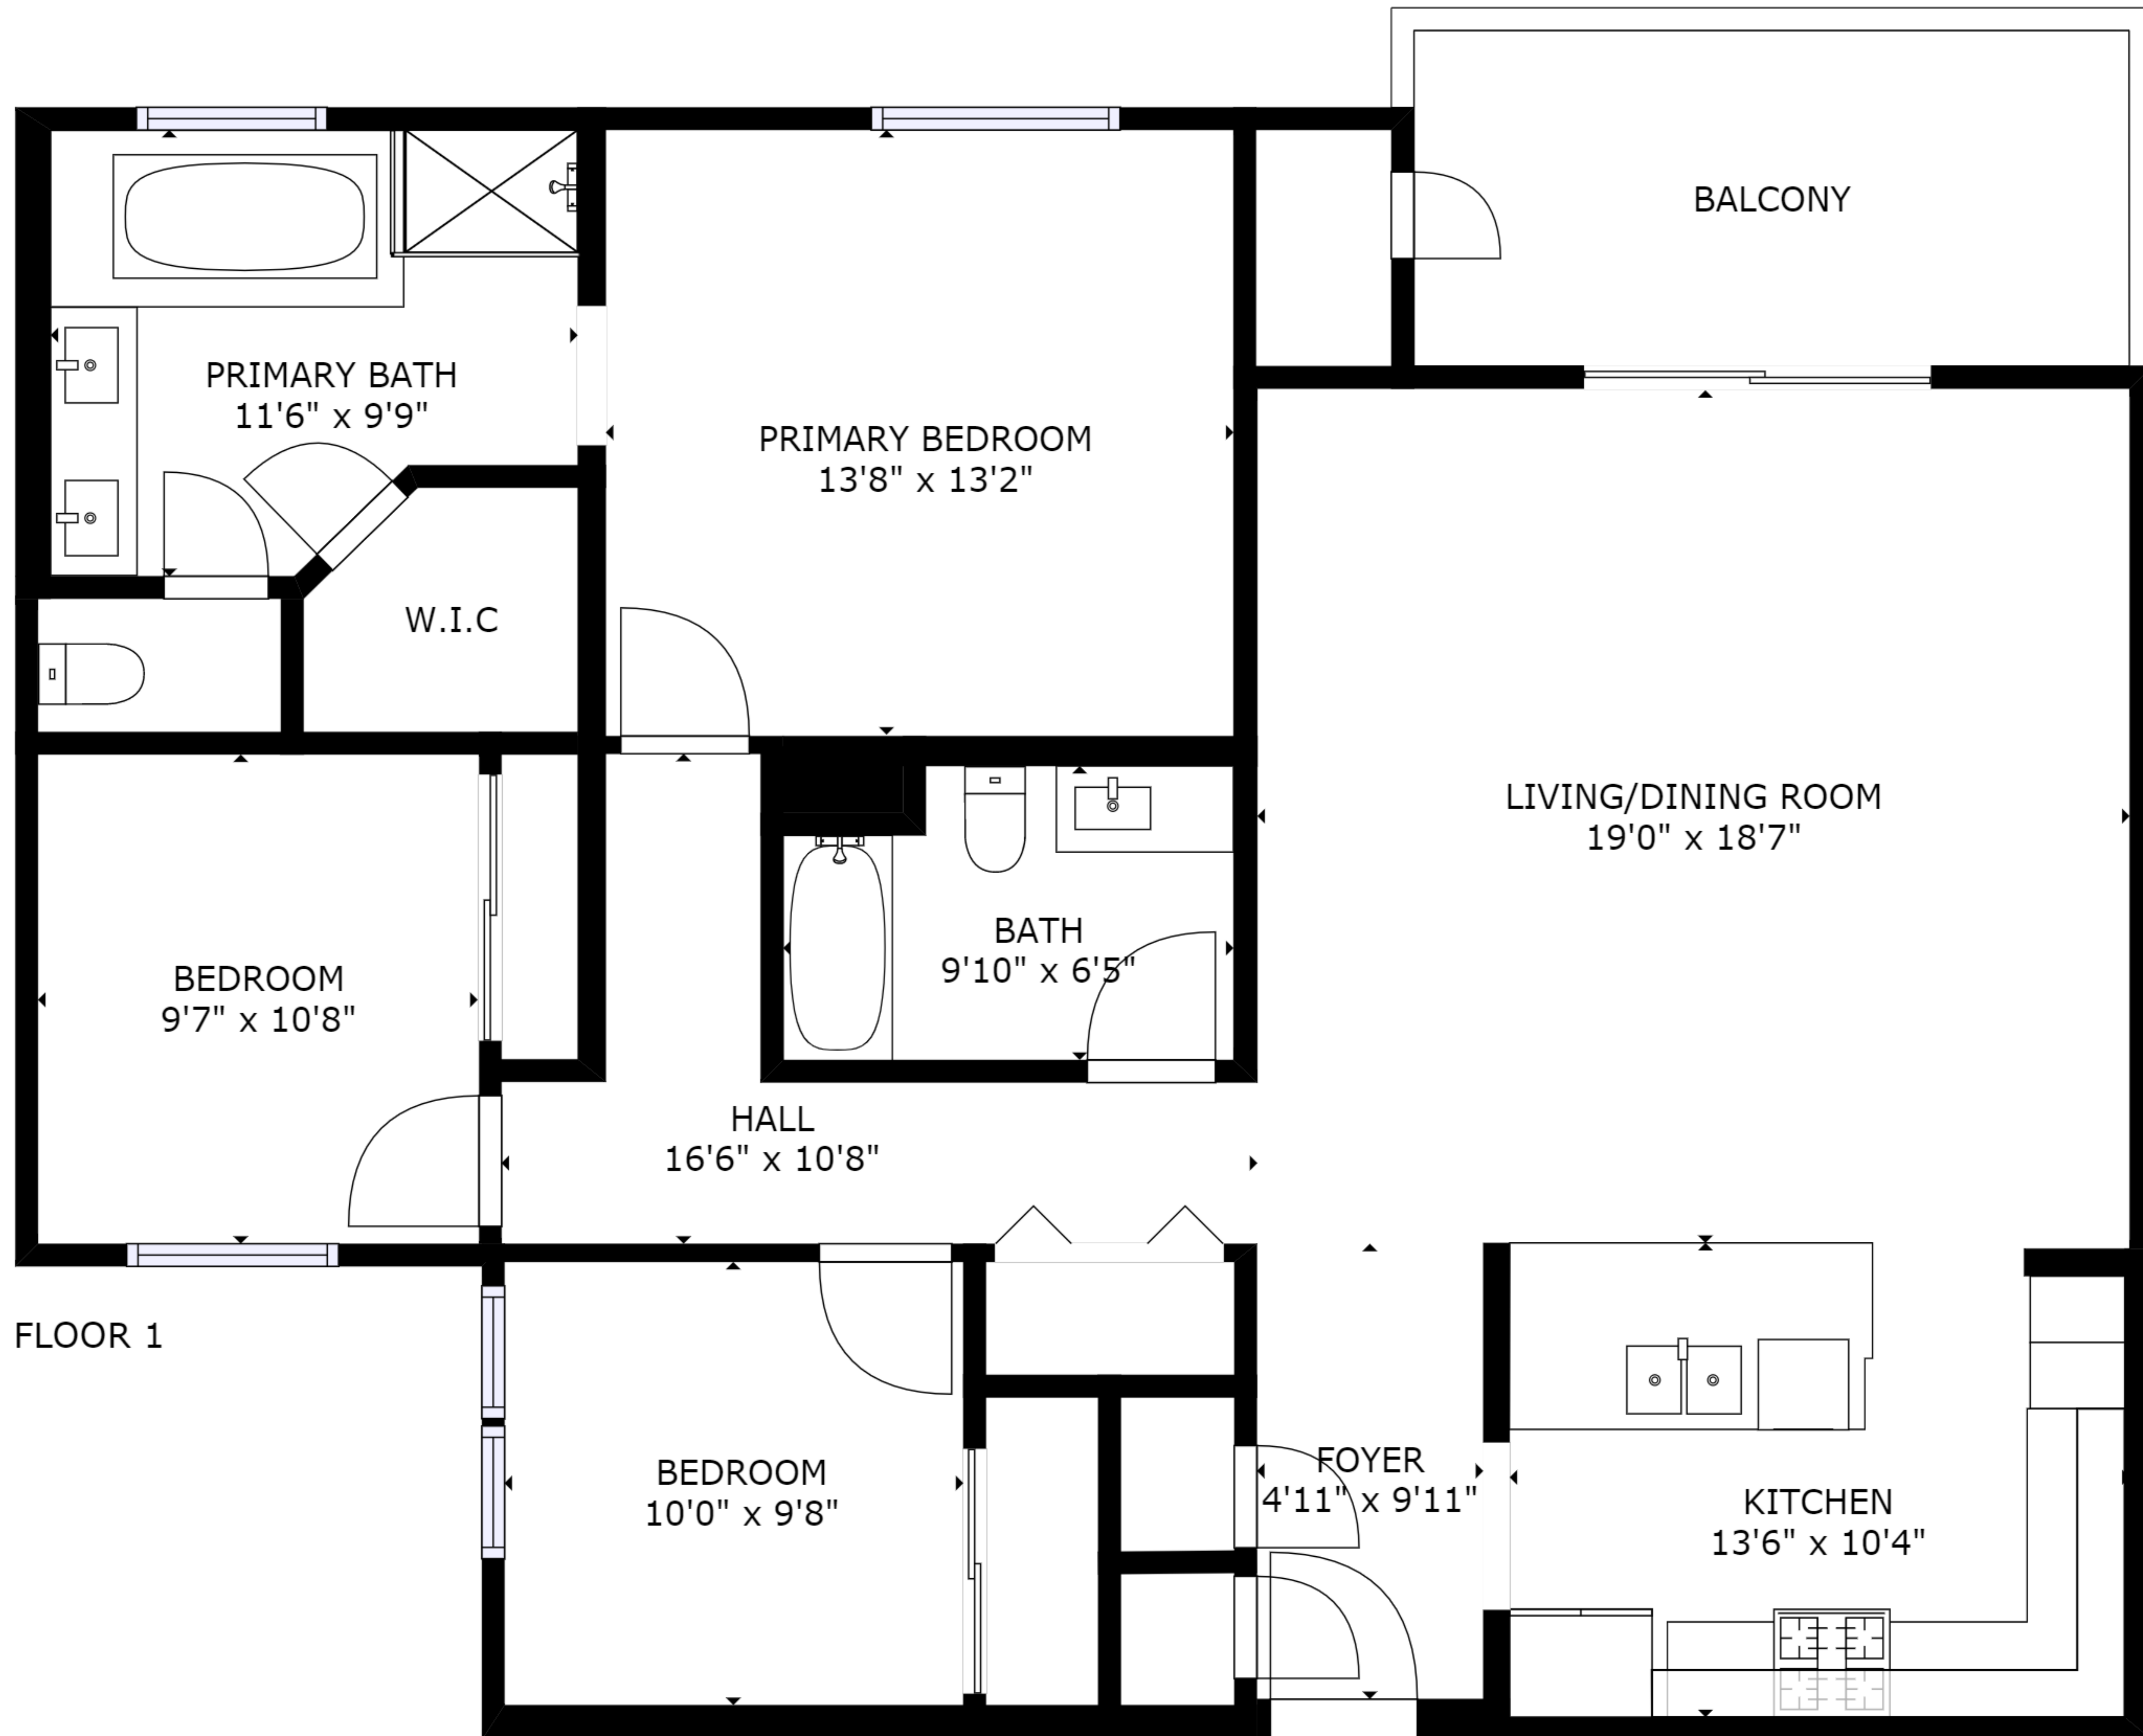 BALCONY
PRIMARY BATH
11'6" x 9'9"
PRIMARY BEDROOM
13'8" x 13'2"
W.I.C
LIVING/DINING ROOM
19'0" x 18'7"
BATH
9'10" x 6'5"
BEDROOM
9'7" x 10'8"
HALL
16'6" x 10'8"
FLOOR 1
BEDROOM
10'0" x 9'8"
FOYER
4'11" x 9'11"
KITCHEN
13'6" x 10'4"